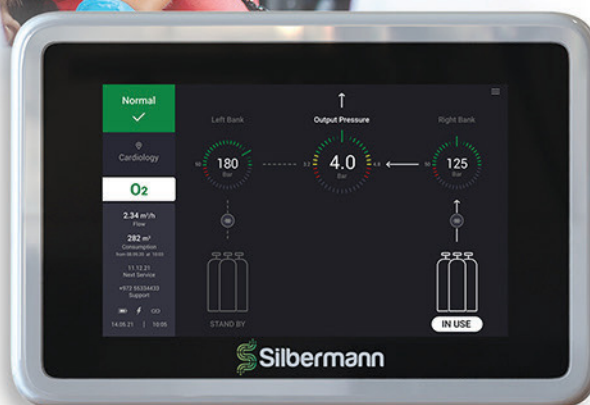 Normal
Cardiology
O2
2.34 m³/h
Flow
282 m³
Consumption
11.12.21
Next Service
+972 55334433
Support
14.05.21 | 10:05
Left Bank
180
Bar
STAND BY
Output Pressure
4.0
Bar
Right Bank
125
Bar
IN USE
Silbermann